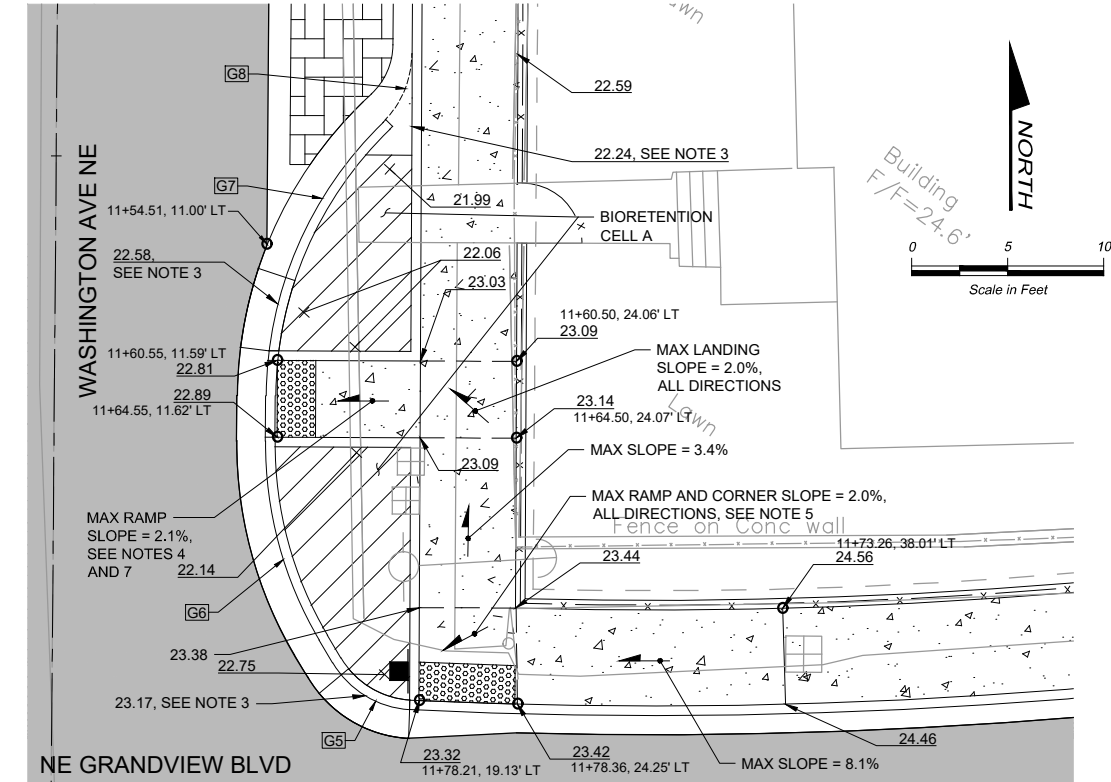 awn
G8
22.59
22.24, SEE NOTE 3
NORTH
Building
F/F=24.6'
G7
21.99
11+54.51, 11.00' LT
BIORETENTION
CELL A
0 5 10
Scale in Feet
WASHINGTON AVE NE
22.58,
SEE NOTE 3
22.06
23.03
11+60.50, 24.06' LT
23.09
11+60.55, 11.59' LT
22.81
MAX LANDING
SLOPE = 2.0%,
ALL DIRECTIONS
22.89
11+64.55, 11.62' LT
23.14
11+64.50, 24.07' LT
Lawn
MAX SLOPE = 3.4%
23.09
MAX RAMP AND CORNER SLOPE = 2.0%,
ALL DIRECTIONS, SEE NOTE 5
Fence on Conc wall
MAX RAMP
SLOPE = 2.1%,
SEE NOTES 4
AND 7
11+73.26, 38.01' LT
24.56
23.44
22.14
G6
23.38
22.75
23.17, SEE NOTE 3
G5
24.46
NE GRANDVIEW BLVD
23.32
11+78.21, 19.13' LT
23.42
11+78.36, 24.25' LT
MAX SLOPE = 8.1%